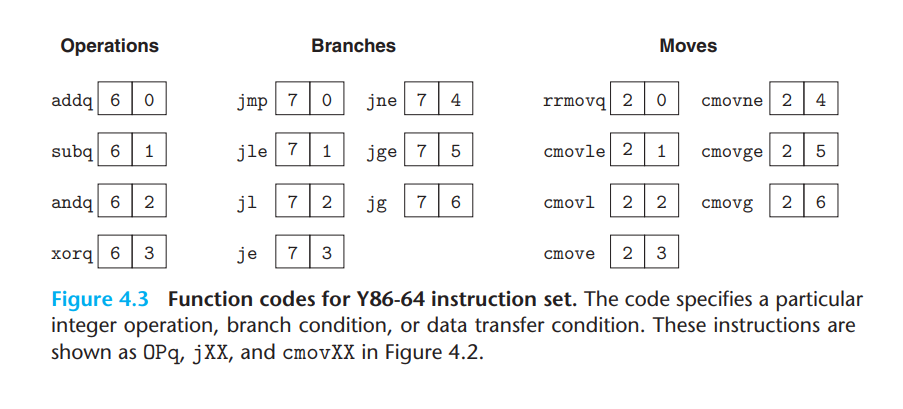 Operations Branches Moves
addq 6 0 jmp 7 0 jne 7 4 rrmovq 2 0 cmovne 2 4
subq 6 1 jle 7 1 jge 7 5 cmovle 2 1 cmovge 2 5
andq 6 2 jl 7 2 jg 7 6 cmovl 2 2 cmovg 2 6
xorq 6 3 je 7 3 cmove 2 3
Figure 4.3 Function codes for Y86-64 instruction set. The code specifies a particular
integer operation, branch condition, or data transfer condition. These instructions are
shown as OPq, jXX, and cmovXX in Figure 4.2.